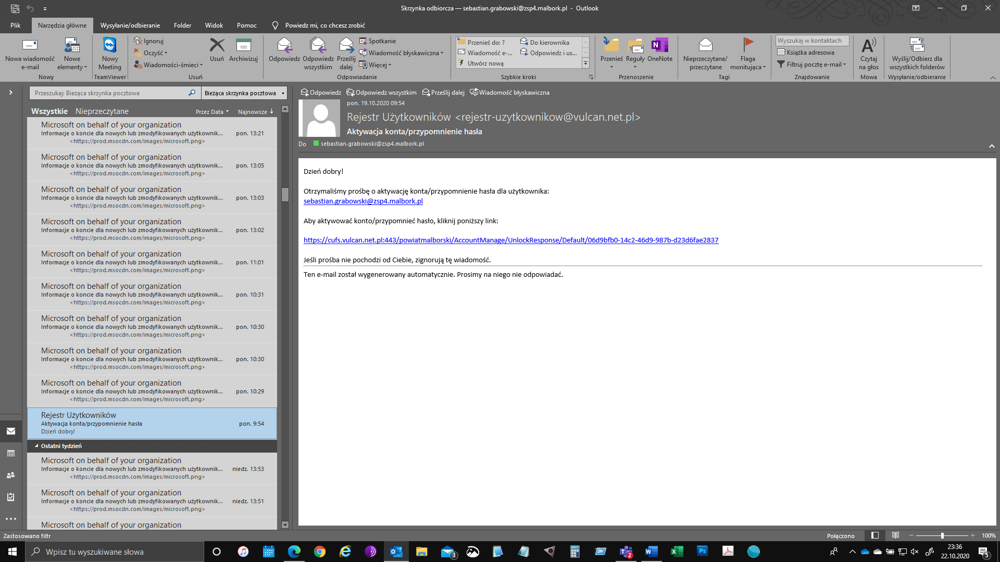 Skrzynka odbiorcza — sebastian.grabowski@zsp4.malbork.pl - Outlook
Plik
Narzędzia główne
Wysyłanie/odbieranie
Folder
Widok
Pomoc
Powiedz mi, co chcesz zrobić
Nowa wiadomość
e-mail
Nowe
elementy
Nowy
Nowy
Meeting
TeamViewer
Ignoruj
Oczyść
Wiadomości-śmieci
Usuń
Archiwizuj
Usuń
Odpowiedz
Odpowiedz
wszystkim
Prześlij
dalej
Spotkanie
Wiadomość błyskawiczna
Więcej
Odpowiadanie
Przenieś do: ?
Wiadomość e-...
Utwórz nową
Do kierownika
Odpowiedz i us...
Szybkie kroki
Przenieś
Reguły
OneNote
Przenoszenie
Nieprzeczytane/
przeczytane
Flaga
monitująca
Tagi
Wyszukaj w kontaktach
Książka adresowa
Filtruj pocztę e-mail
Znajdowanie
Czytaj
na głos
Mowa
Wyślij/Odbierz dla
wszystkich folderów
Wysyłanie/odbieranie
Przeszukaj: Bieżąca skrzynka pocztowa
Bieżąca skrzynka pocztowa
Wszystkie
Nieprzeczytane
Przez Data
Najnowsze
Microsoft on behalf of your organization
Informacje o koncie dla nowych lub zmodyfikowanych użytkownik... pon. 13:21
<https://prod.msocdn.com/images/microsoft.png>
Microsoft on behalf of your organization
Informacje o koncie dla nowych lub zmodyfikowanych użytkownik... pon. 13:05
<https://prod.msocdn.com/images/microsoft.png>
Microsoft on behalf of your organization
Informacje o koncie dla nowych lub zmodyfikowanych użytkownik... pon. 13:03
<https://prod.msocdn.com/images/microsoft.png>
Microsoft on behalf of your organization
Informacje o koncie dla nowych lub zmodyfikowanych użytkownik... pon. 13:02
<https://prod.msocdn.com/images/microsoft.png>
Microsoft on behalf of your organization
Informacje o koncie dla nowych lub zmodyfikowanych użytkownik... pon. 11:01
<https://prod.msocdn.com/images/microsoft.png>
Microsoft on behalf of your organization
Informacje o koncie dla nowych lub zmodyfikowanych użytkownik... pon. 10:31
<https://prod.msocdn.com/images/microsoft.png>
Microsoft on behalf of your organization
Informacje o koncie dla nowych lub zmodyfikowanych użytkownik... pon. 10:30
<https://prod.msocdn.com/images/microsoft.png>
Microsoft on behalf of your organization
Informacje o koncie dla nowych lub zmodyfikowanych użytkownik... pon. 10:30
<https://prod.msocdn.com/images/microsoft.png>
Microsoft on behalf of your organization
Informacje o koncie dla nowych lub zmodyfikowanych użytkownik... pon. 10:29
<https://prod.msocdn.com/images/microsoft.png>
Rejestr Użytkowników
Aktywacja konta/przypomnienie hasła pon. 9:54
Dzień dobry!
Ostatni tydzień
Microsoft on behalf of your organization
Informacje o koncie dla nowych lub zmodyfikowanych użytkownik... niedz. 13:53
<https://prod.msocdn.com/images/microsoft.png>
Microsoft on behalf of your organization
Informacje o koncie dla nowych lub zmodyfikowanych użytkownik... niedz. 13:51
<https://prod.msocdn.com/images/microsoft.png>
Microsoft on behalf of your organization
Odpowiedz
Odpowiedz wszystkim
Prześlij dalej
Wiadomość błyskawiczna
pon. 19.10.2020 09:54
Rejestr Użytkowników <rejestr-uzytkownikow@vulcan.net.pl>
Aktywacja konta/przypomnienie hasła
Do sebastian.grabowski@zsp4.malbork.pl
Dzień dobry!
Otrzymaliśmy prośbę o aktywację konta/przypomnienie hasła dla użytkownika:
sebastian.grabowski@zsp4.malbork.pl
Aby aktywować konto/przypomnieć hasło, kliknij poniższy link:
https://cufs.vulcan.net.pl:443/powiatmalborski/AccountManage/UnlockResponse/Default/06d9bfb0-14c2-46d9-987b-d23d6fae2837
Jeśli prośba nie pochodzi od Ciebie, zignorują tę wiadomość.
Ten e-mail został wygenerowany automatycznie. Prosimy na niego nie odpowiadać.
Zastosowano filtr
Połączono
100%
Wpisz tu wyszukiwane słowa
3
2
23:36
22.10.2020
5